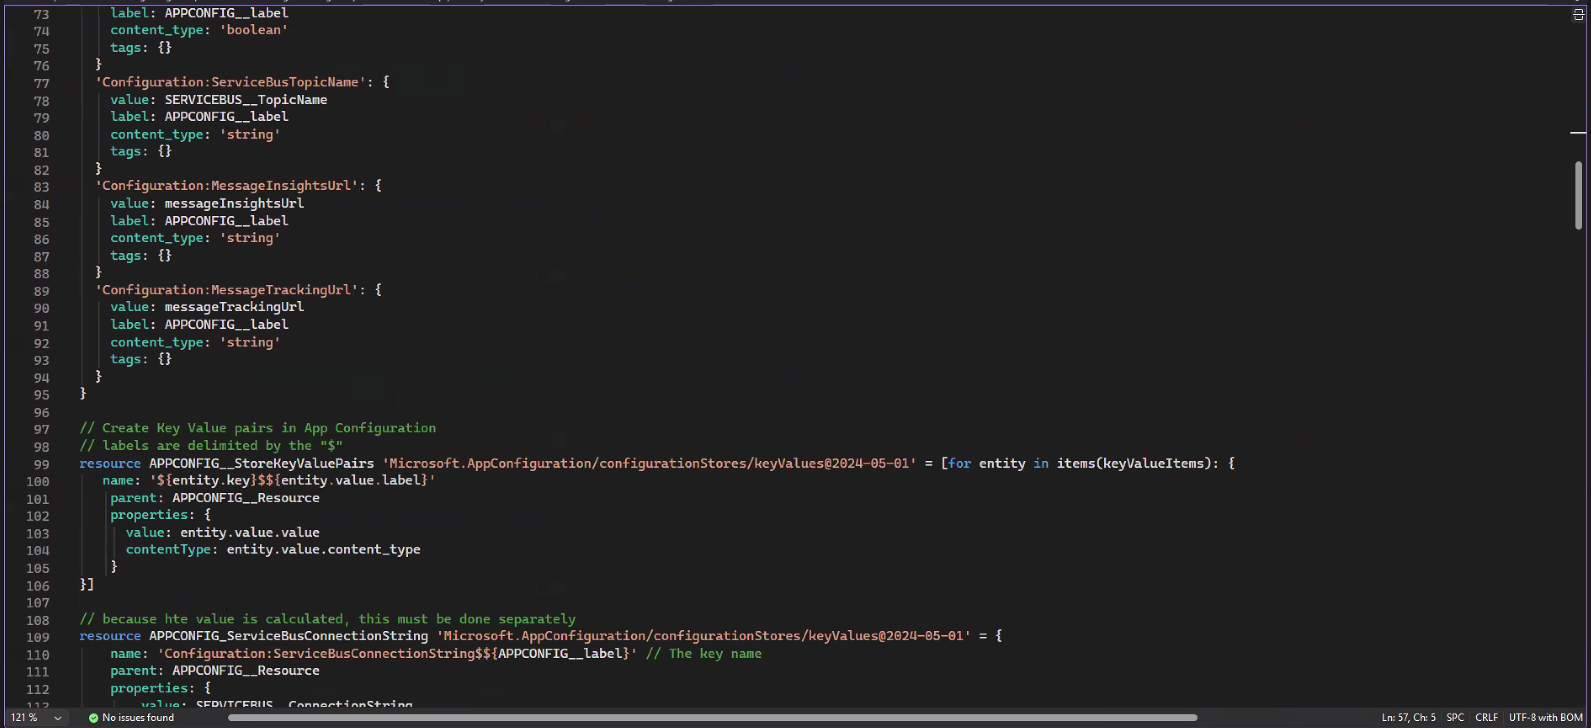 73 label: APPCONFIG__label
74 content_type: 'boolean'
75 tags: {}
76 }
77 'Configuration:ServiceBusTopicName': {
78 value: SERVICEBUS__TopicName
79 label: APPCONFIG__label
80 content_type: 'string'
81 tags: {}
82 }
83 'Configuration:MessageInsightsUrl': {
84 value: messageInsightsUrl
85 label: APPCONFIG__label
86 content_type: 'string'
87 tags: {}
88 }
89 'Configuration:MessageTrackingUrl': {
90 value: messageTrackingUrl
91 label: APPCONFIG__label
92 content_type: 'string'
93 tags: {}
94 }
95 }
96
97 // Create Key Value pairs in App Configuration
98 // labels are delimited by the "$"
99 resource APPCONFIG__StoreKeyValuePairs 'Microsoft.AppConfiguration/configurationStores/keyValues@2024-05-01' = [for entity in items(keyValueItems): {
100 name: '${entity.key}$${entity.value.label}'
101 parent: APPCONFIG__Resource
102 properties: {
103 value: entity.value.value
104 contentType: entity.value.content_type
105 }
106 }]
107
108 // because hte value is calculated, this must be done separately
109 resource APPCONFIG_ServiceBusConnectionString 'Microsoft.AppConfiguration/configurationStores/keyValues@2024-05-01' = {
110 name: 'Configuration:ServiceBusConnectionString$${APPCONFIG__label}' // The key name
111 parent: APPCONFIG__Resource
112 properties: {
113 value: SERVICEBUS__ConnectionString
121 % No issues found Ln: 57, Ch: 5 SPC CRLF UTF-8 with BOM